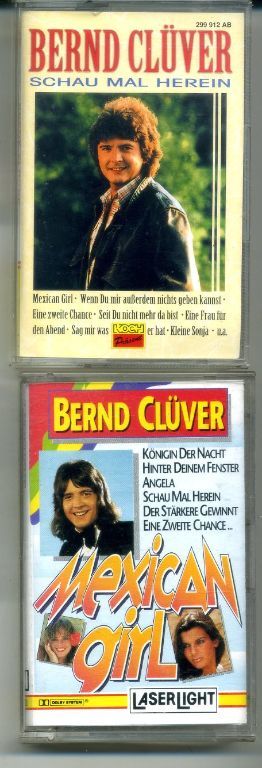 299 912 AB
BERND CLÜVER
SCHAU MAL HEREIN
Mexican Girl · Wenn Du mir außerdem nichts geben kannst ·
Eine zweite Chance · Seit Du nicht mehr da bist · Eine Frau für
den Abend · Sag mir was er hat · Kleine Sonja · u.a.
KOCH
Präsent
BERND CLÜVER
KÖNIGIN DER NACHT
HINTER DEINEM FENSTER
ANGELA
SCHAU MAL HEREIN
DER STÄRKERE GEWINNT
EINE ZWEITE CHANCE ...
Mexican
girl
DOLBY SYSTEM
LASERLIGHT